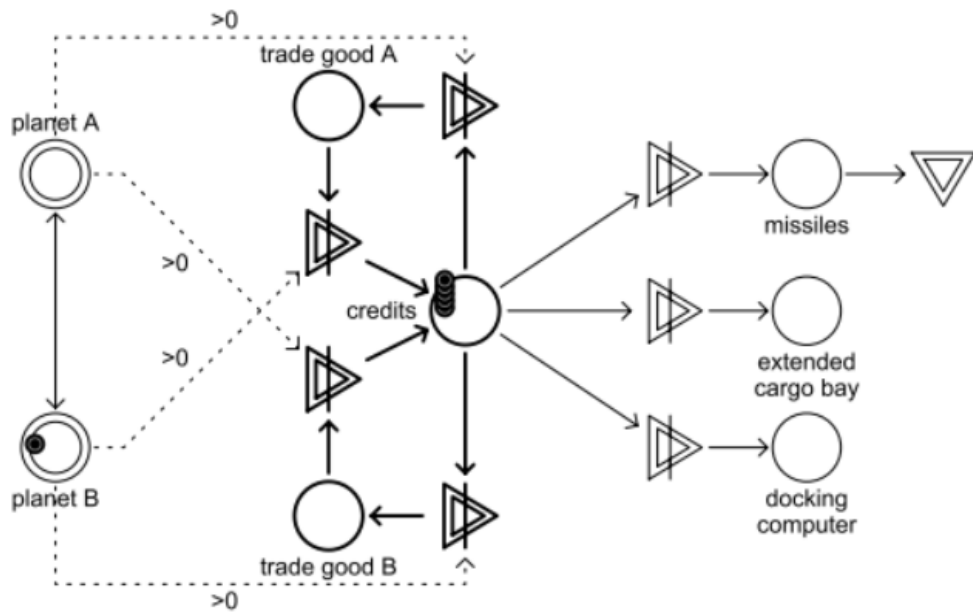 >0
trade good A
planet A
>0
missiles
credits
>0
extended
cargo bay
planet B
docking
computer
trade good B
>0